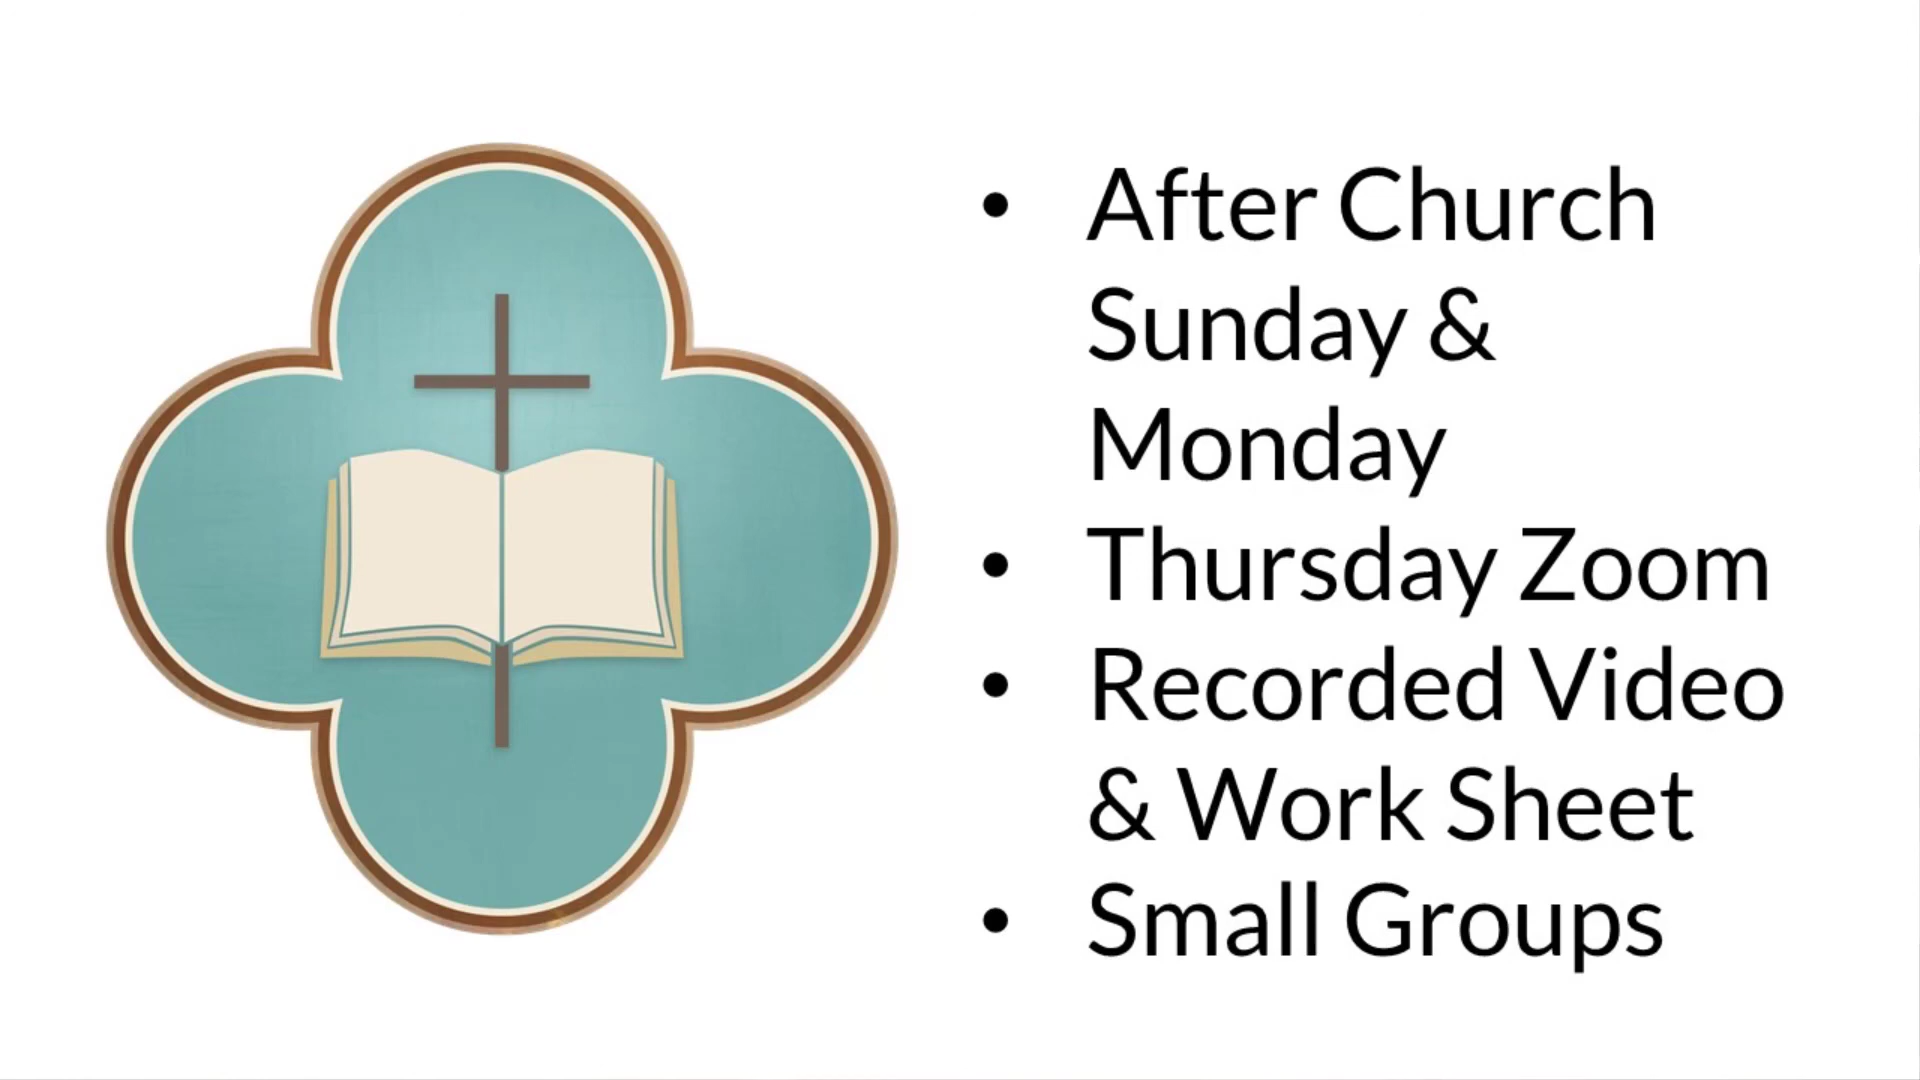 • After Church
Sunday &
Monday
• Thursday Zoom
• Recorded Video
& Work Sheet
• Small Groups